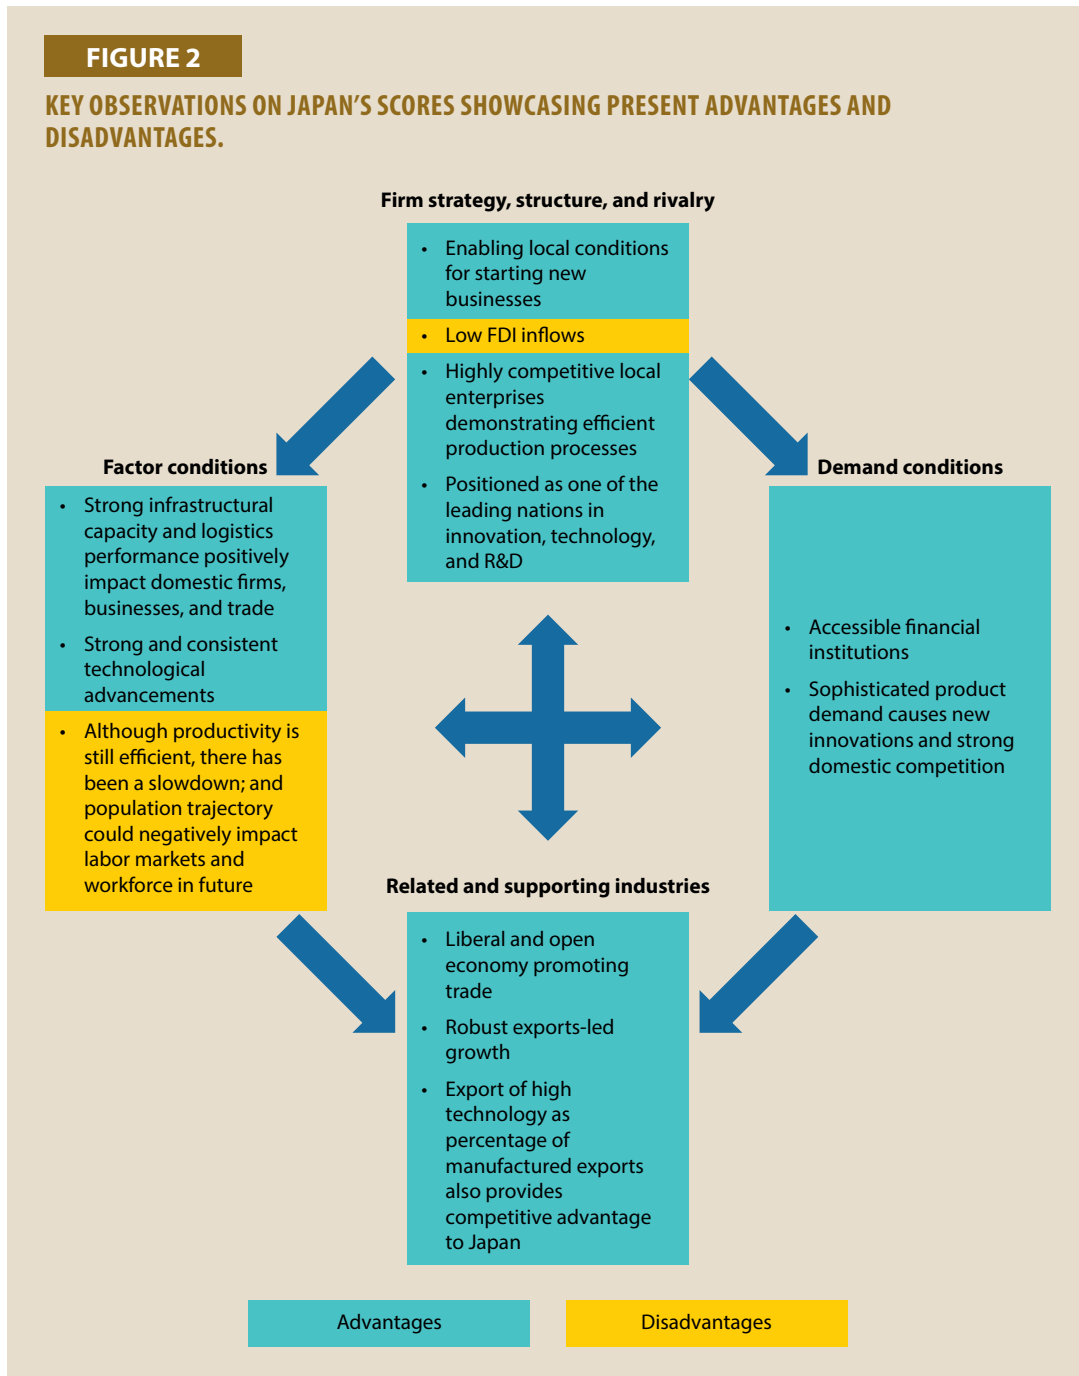 FIGURE 2
KEY OBSERVATIONS ON JAPAN’S SCORES SHOWCASING PRESENT ADVANTAGES AND
DISADVANTAGES.
Firm strategy, structure, and rivalry
• Enabling local conditions
for starting new
businesses
• Low FDI inflows
• Highly competitive local
enterprises
demonstrating efficient
production processes
• Positioned as one of the
leading nations in
innovation, technology,
and R&D
Factor conditions
• Strong infrastructural
capacity and logistics
performance positively
impact domestic firms,
businesses, and trade
• Strong and consistent
technological
advancements
• Although productivity is
still efficient, there has
been a slowdown; and
population trajectory
could negatively impact
labor markets and
workforce in future
Demand conditions
• Accessible financial
institutions
• Sophisticated product
demand causes new
innovations and strong
domestic competition
Related and supporting industries
• Liberal and open
economy promoting
trade
• Robust exports-led
growth
• Export of high
technology as
percentage of
manufactured exports
also provides
competitive advantage
to Japan
Advantages
Disadvantages